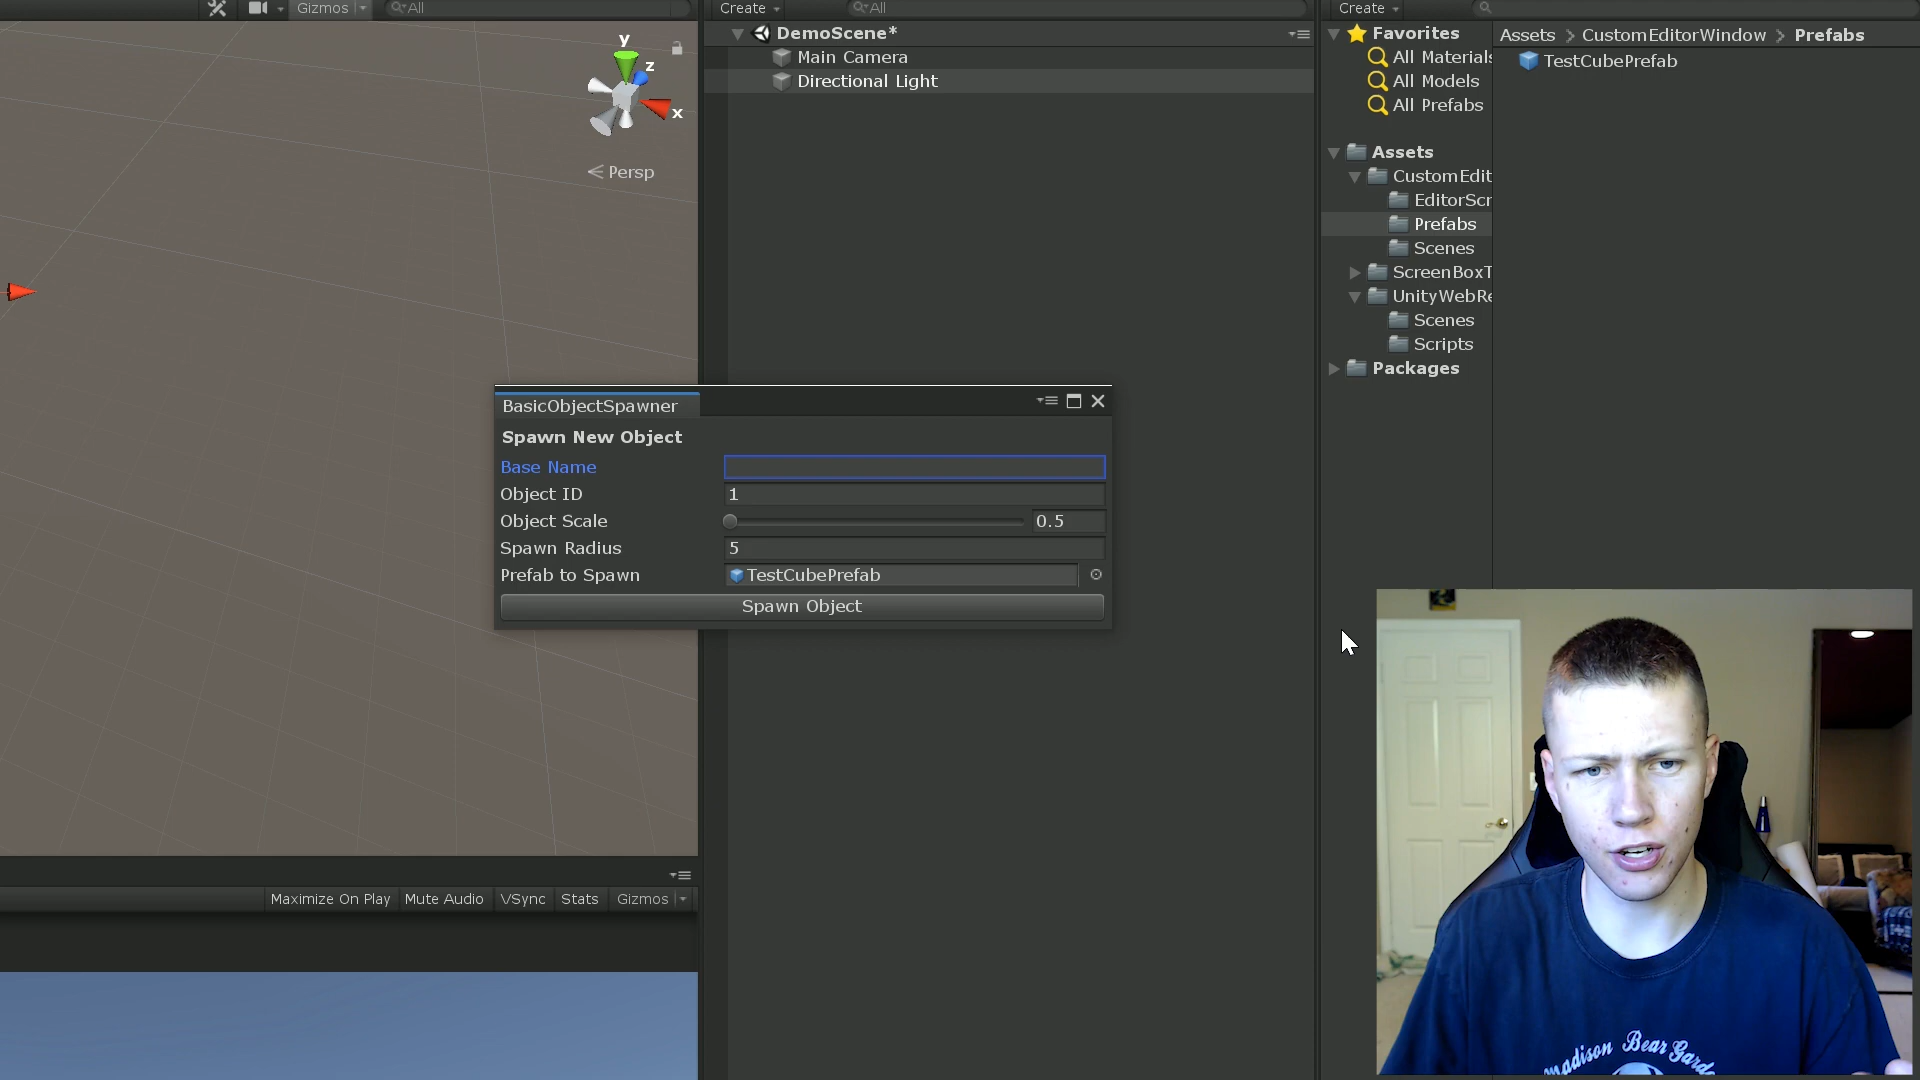 Gizmos
All
y
z
x
Persp
Create
All
DemoScene*
Main Camera
Directional Light
Create
Favorites
All Materials
All Models
All Prefabs
Assets
CustomEdit
EditorScr
Prefabs
Scenes
ScreenBoxT
UnityWebRe
Scenes
Scripts
Packages
Assets > CustomEditorWindow > Prefabs
TestCubePrefab
BasicObjectSpawner
Spawn New Object
Base Name
Object ID 1
Object Scale 0.5
Spawn Radius 5
Prefab to Spawn TestCubePrefab
Spawn Object
Maximize On Play Mute Audio VSync Stats Gizmos
adison Bear Garde